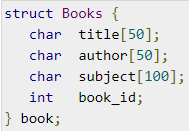 struct Books {
   char  title[50];
   char  author[50];
   char  subject[100];
   int   book_id;
} book;